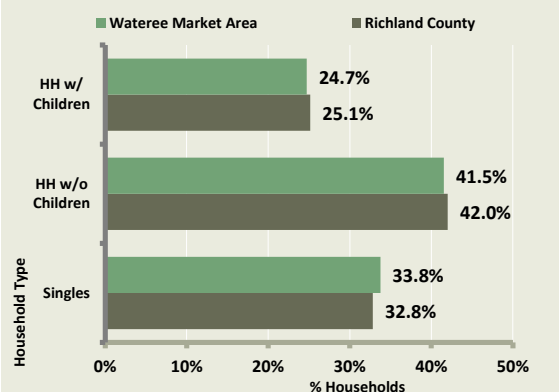 Wateree Market Area Richland County
HH w/
Children
24.7%
25.1%
HH w/o
Children
41.5%
42.0%
Singles
33.8%
32.8%
Household Type
0% 10% 20% 30% 40% 50%
% Households